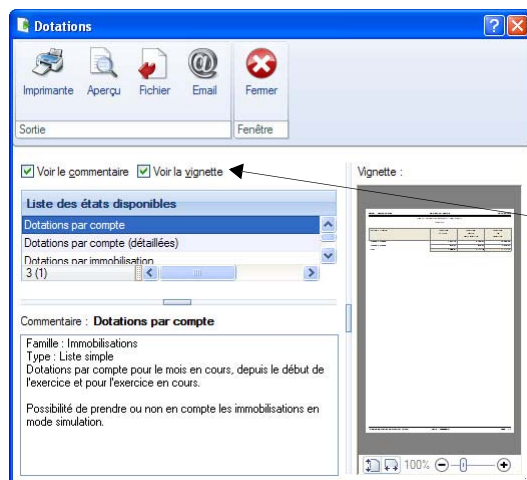 Dotations
Imprimante Aperçu Fichier Email Fermer
Sortie Fenêtre
Voir le commentaire Voir la vignette
Vignette :
Liste des états disponibles
Dotations par compte
Dotations par compte (détaillées)
Dotations par immobilisation
3 (1)
Commentaire : Dotations par compte
Famille : Immobilisations
Type : Liste simple
Dotations par compte pour le mois en cours, depuis le début de
l'exercice et pour l'exercice en cours.
Possibilité de prendre ou non en compte les immobilisations en
mode simulation.
100%